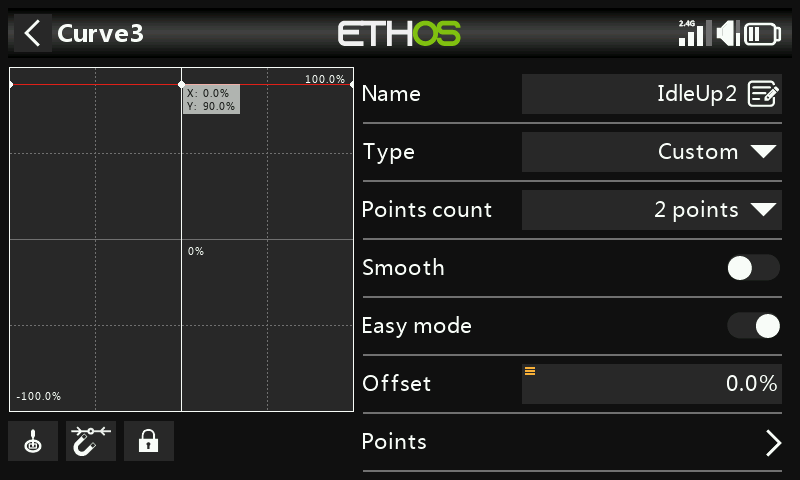 Curve3
ETHOS
2.4G
100.0%
X: 0.0%
Y: 90.0%
0%
-100.0%
Name
IdleUp2
Type
Custom
Points count
2 points
Smooth
Easy mode
Offset
0.0%
Points